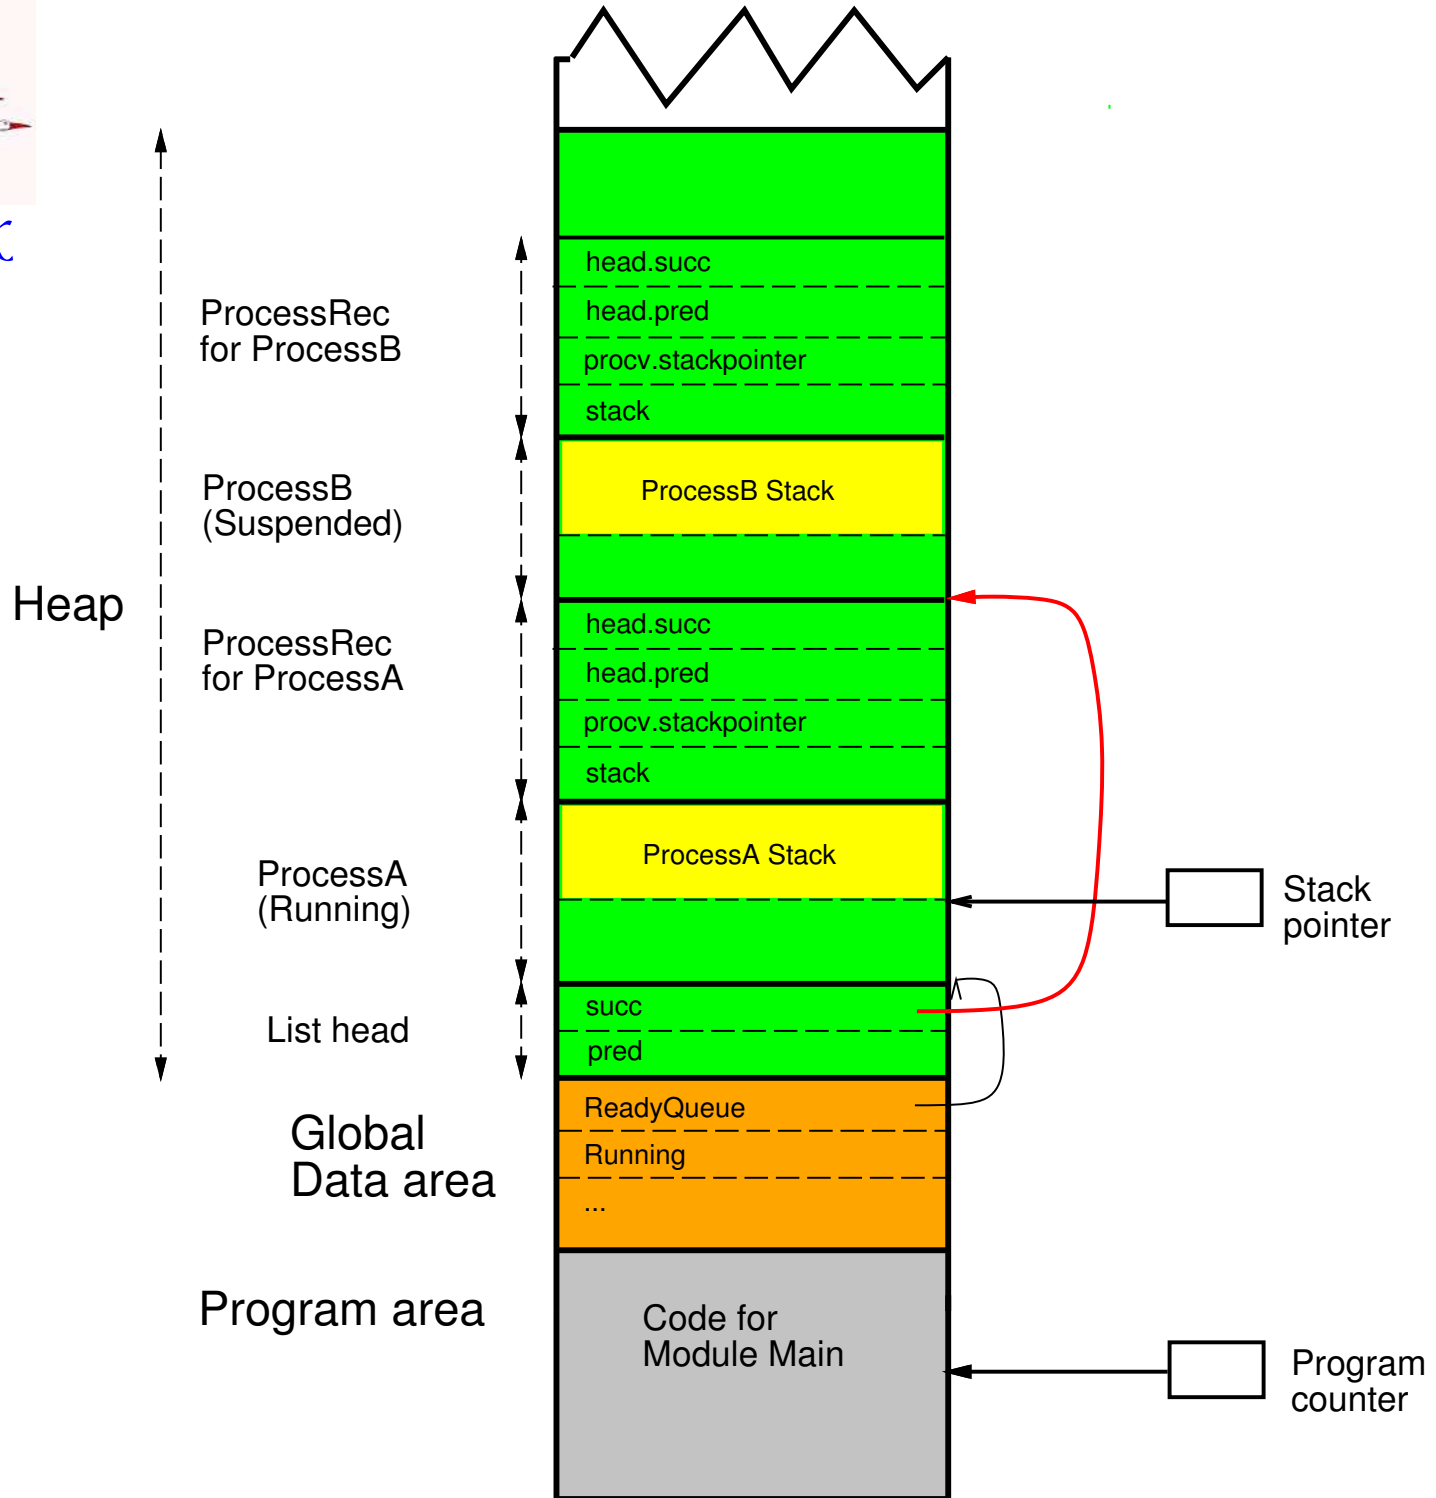 head.succ
ProcessRec
for ProcessB
head.pred
procv.stackpointer
stack
ProcessB
(Suspended)
ProcessB Stack
Heap
ProcessRec
for ProcessA
head.succ
head.pred
procv.stackpointer
stack
ProcessA
(Running)
ProcessA Stack
Stack
pointer
List head
succ
pred
Global
Data area
ReadyQueue
Running
...
Program area
Code for
Module Main
Program
counter